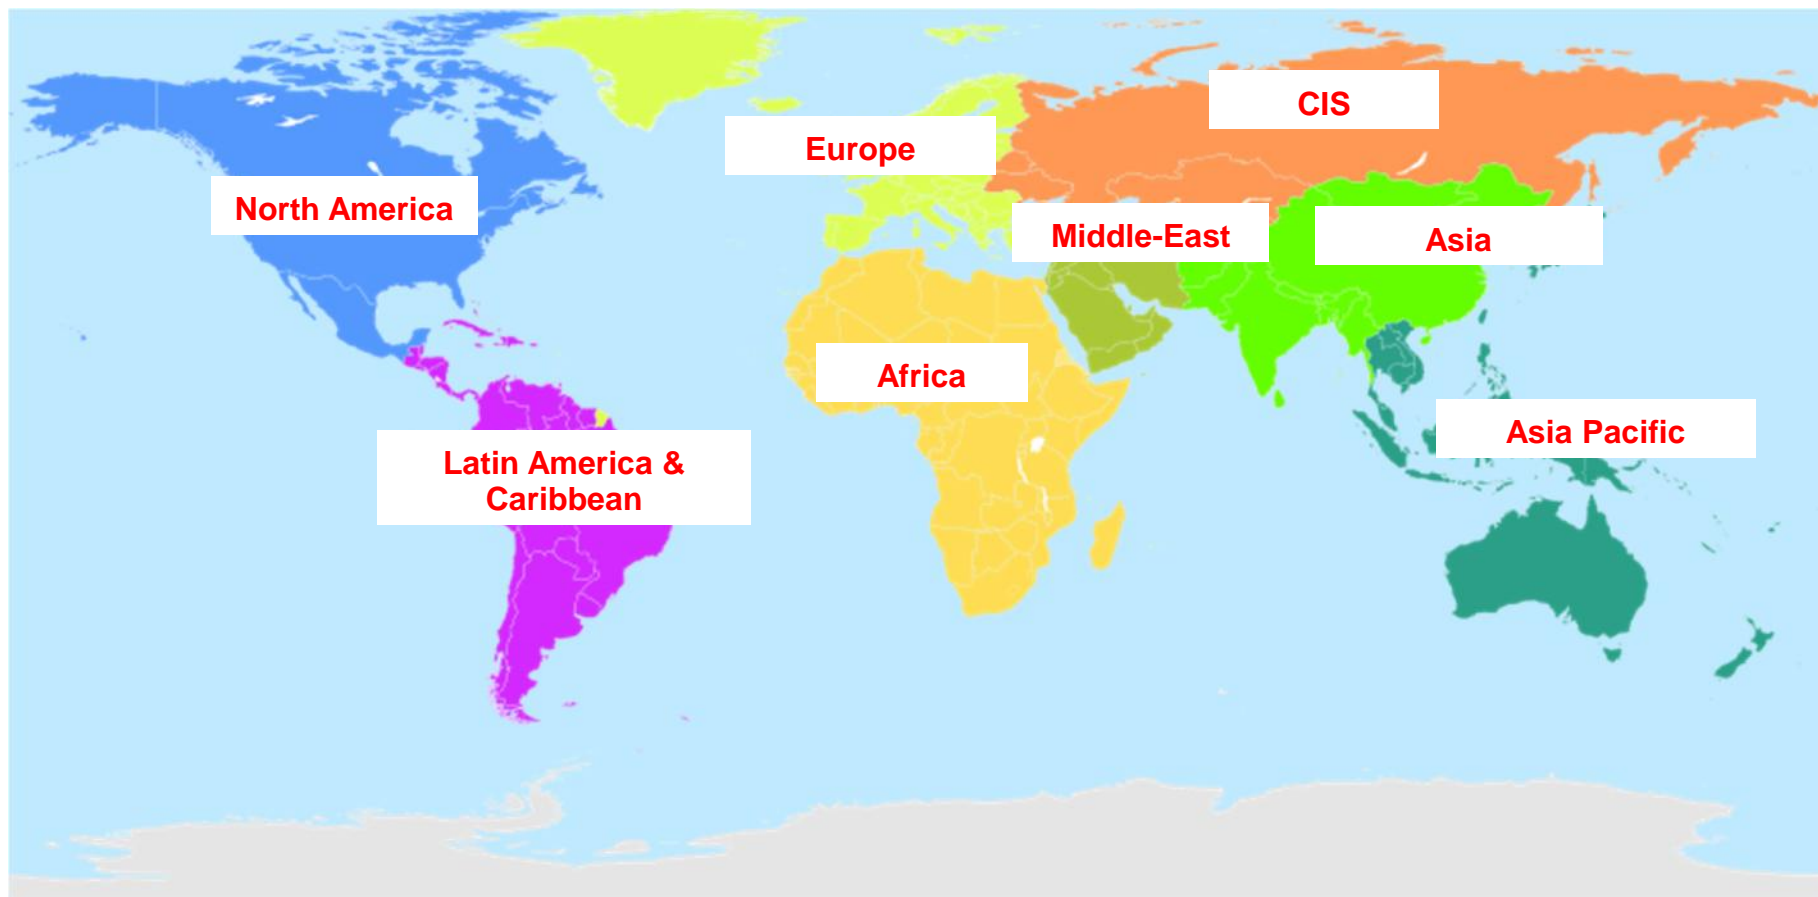 CIS
Europe
North America
Middle-East
Asia
Africa
Asia Pacific
Latin America &
Caribbean